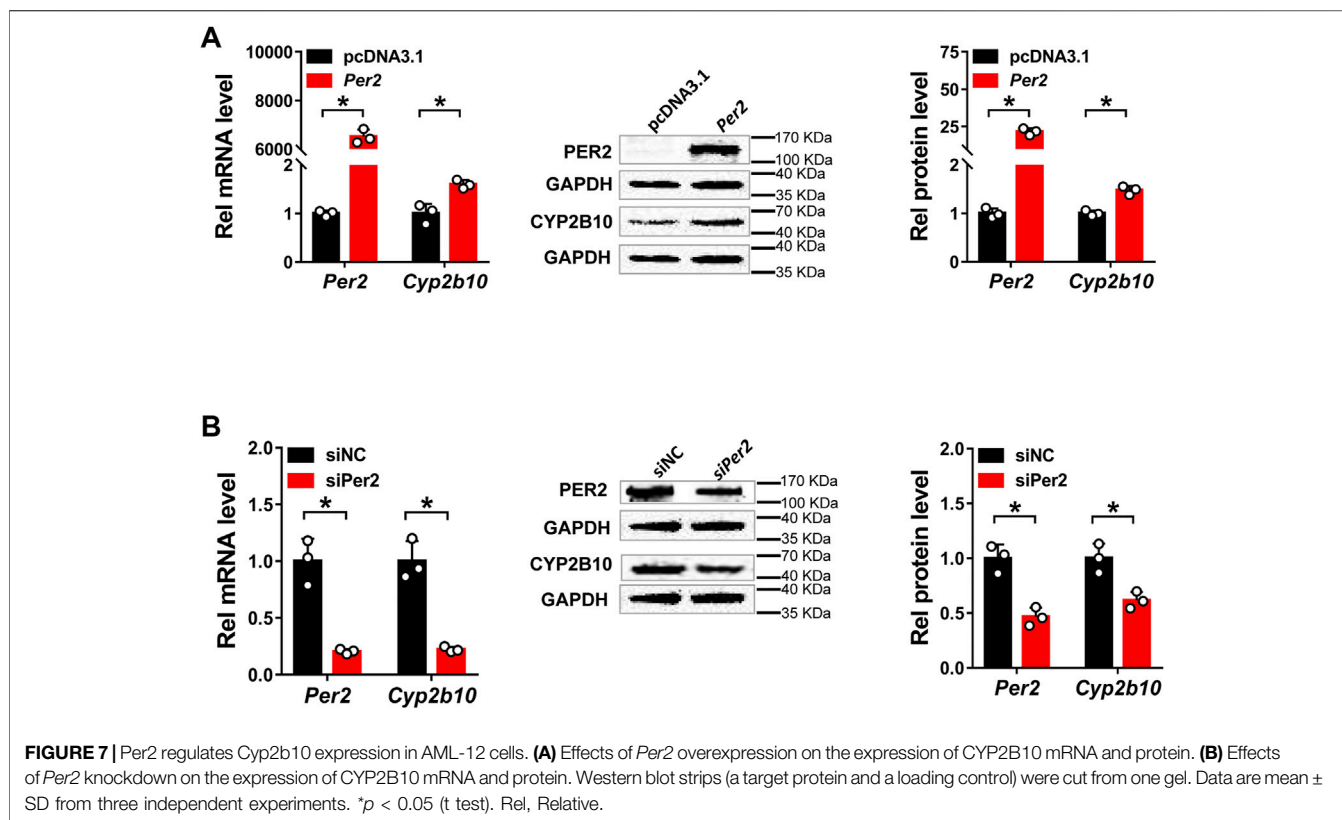 A
Rel mRNA level
10000
8000
6000
2
1
0
pcDNA3.1
Per2
*
*
Per2
Cyp2b10
pcDNA3.1
Per2
PER2
170 KDa
100 KDa
GAPDH
40 KDa
35 KDa
CYP2B10
70 KDa
40 KDa
GAPDH
40 KDa
35 KDa
Rel protein level
75
50
25
2
1
0
pcDNA3.1
Per2
*
*
Per2
Cyp2b10
B
Rel mRNA level
2.0
1.5
1.0
0.5
0.0
siNC
siPer2
*
*
Per2
Cyp2b10
siNC
siPer2
PER2
170 KDa
100 KDa
GAPDH
40 KDa
35 KDa
CYP2B10
70 KDa
40 KDa
GAPDH
40 KDa
35 KDa
Rel protein level
2.0
1.5
1.0
0.5
0.0
siNC
siPer2
*
*
Per2
Cyp2b10
FIGURE 7 | Per2 regulates Cyp2b10 expression in AML-12 cells. (A) Effects of Per2 overexpression on the expression of CYP2B10 mRNA and protein. (B) Effects
of Per2 knockdown on the expression of CYP2B10 mRNA and protein. Western blot strips (a target protein and a loading control) were cut from one gel. Data are mean ±
SD from three independent experiments. *p < 0.05 (t test). Rel, Relative.